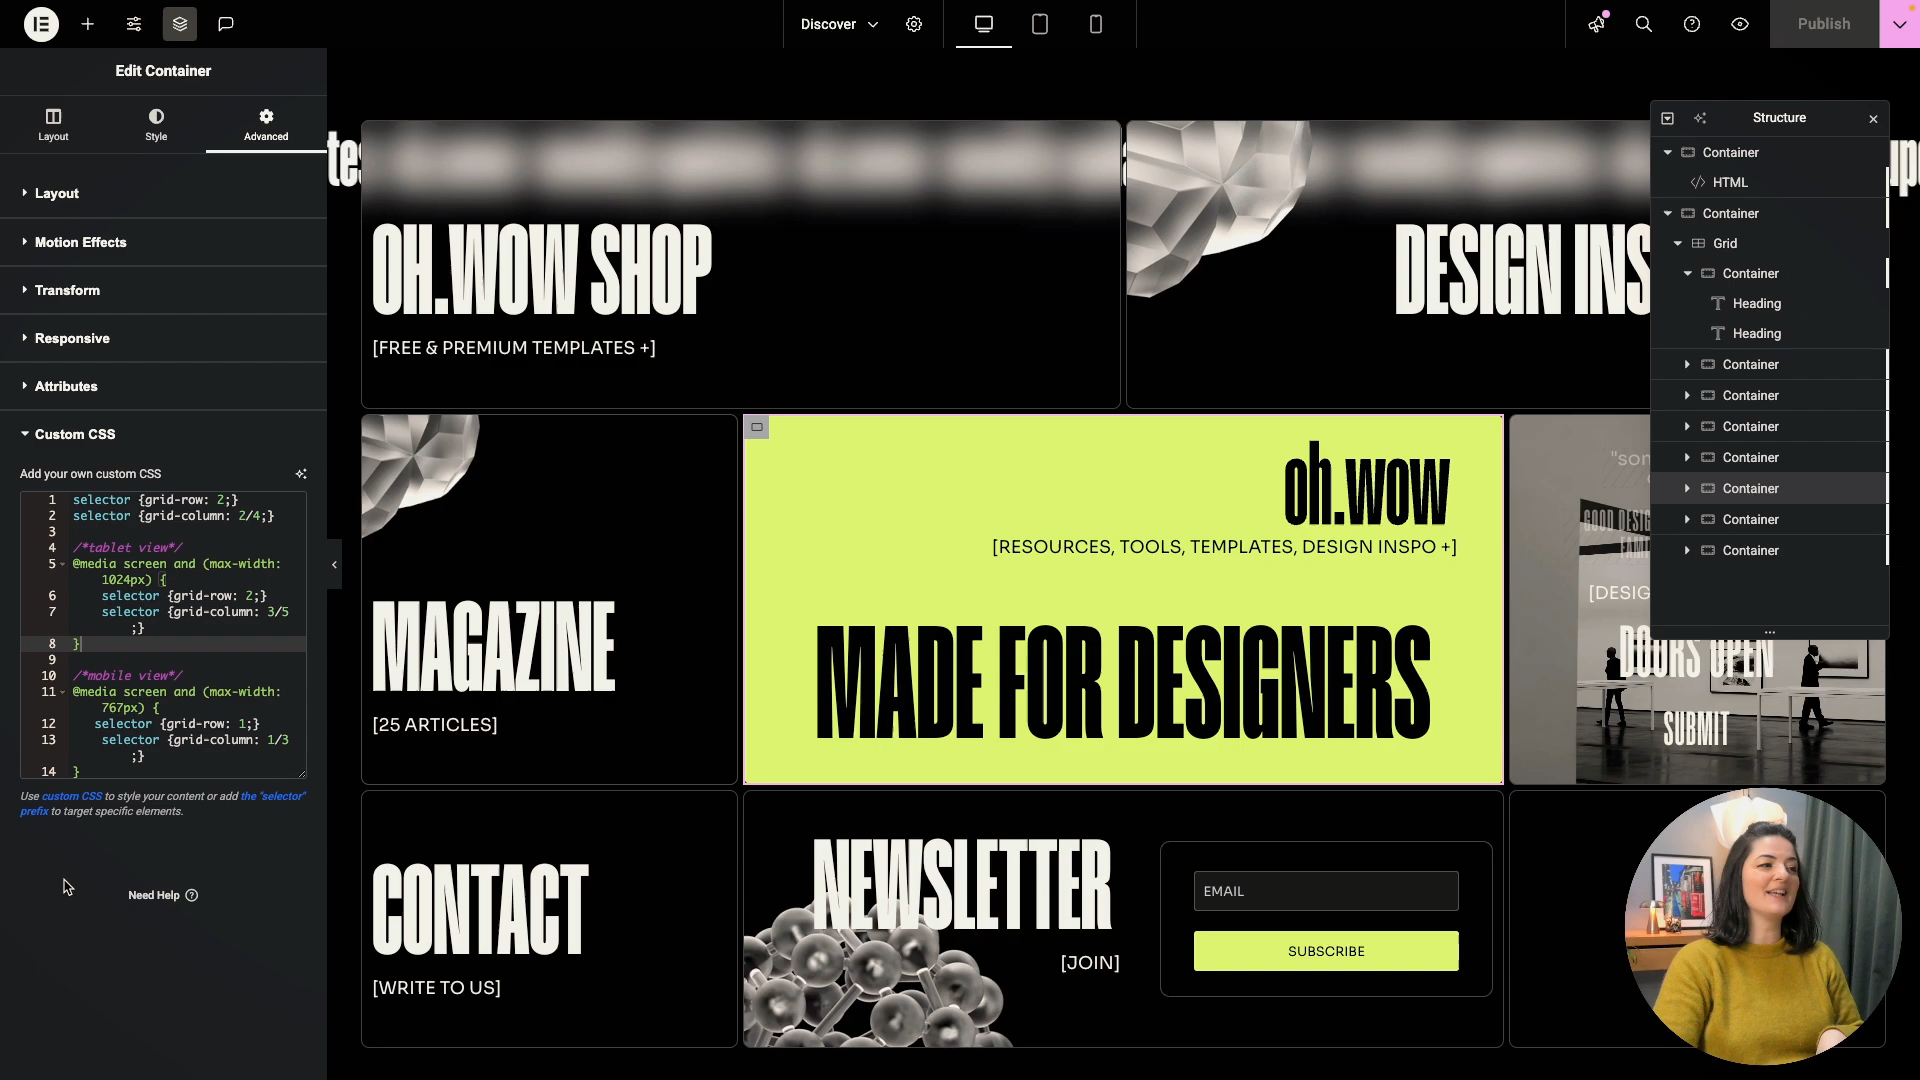 Discover
Publish
Edit Container
Layout
Style
Advanced
Layout
Motion Effects
Transform
Responsive
Attributes
Custom CSS
Add your own custom CSS
1 selector {grid-row: 2;}
2 selector {grid-column: 2/4;}
3
4 /*tablet view*/
5 @media screen and (max-width:
1024px) {
6 selector {grid-row: 2;}
7 selector {grid-column: 3/5
;}
8 }
9
10 /*mobile view*/
11 @media screen and (max-width:
767px) {
12 selector {grid-row: 1;}
13 selector {grid-column: 1/3
;}
14 }
Use custom CSS to style your content or add the "selector"
prefix to target specific elements.
Need Help
OH.WOW SHOP
[FREE & PREMIUM TEMPLATES +]
DESIGN INS
MAGAZINE
[25 ARTICLES]
oh.wow
[RESOURCES, TOOLS, TEMPLATES, DESIGN INSPO +]
MADE FOR DESIGNERS
"son
GOOD DESIG
[DESIG
DOORS OPEN
SUBMIT
CONTACT
[WRITE TO US]
NEWSLETTER
[JOIN]
EMAIL
SUBSCRIBE
Structure
Container
HTML
Container
Grid
Container
Heading
Heading
Container
Container
Container
Container
Container
Container
Container